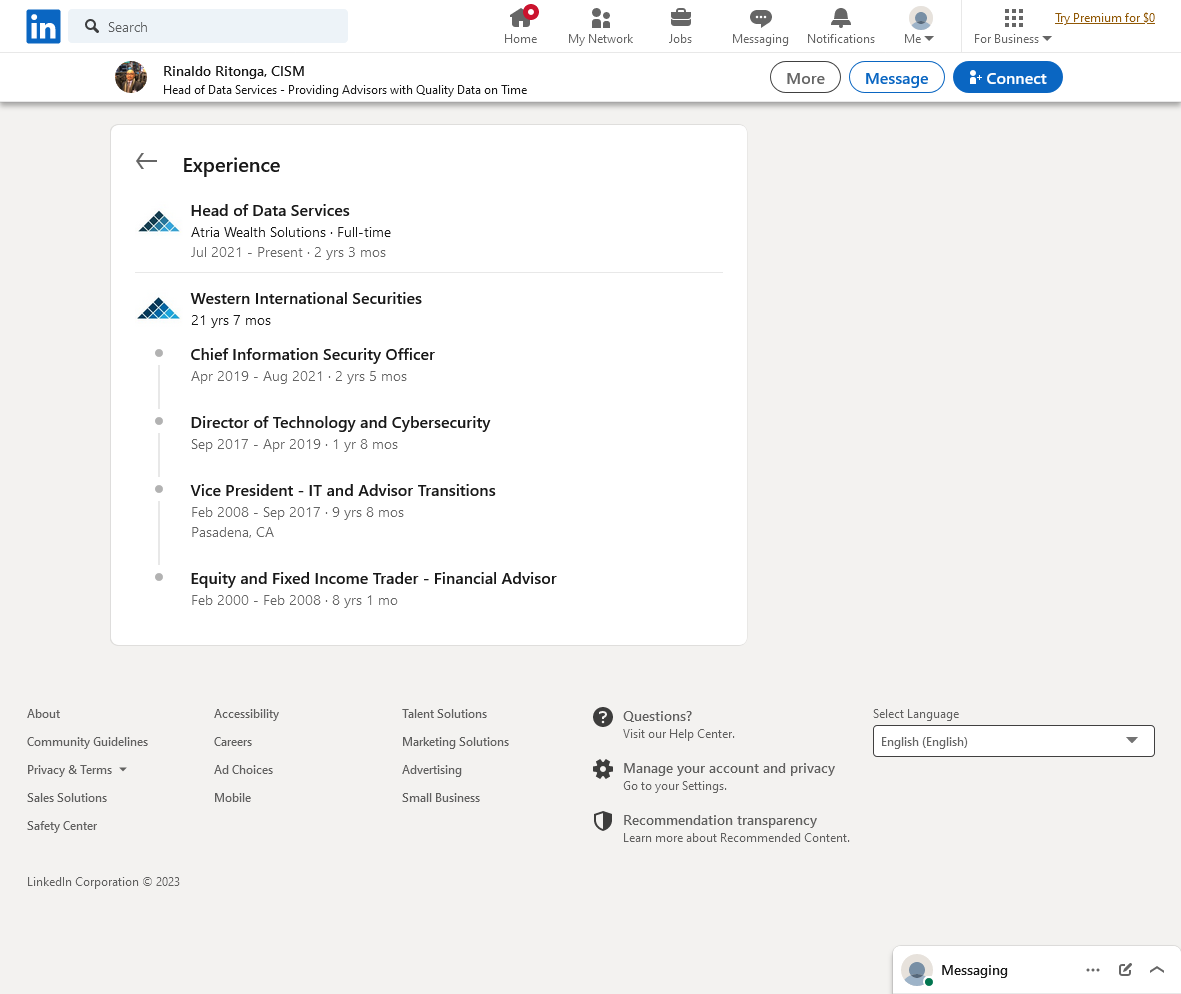 in
Search
Home
My Network
Jobs
Messaging
Notifications
Me
For Business
Try Premium for $0
Rinaldo Ritonga, CISM
Head of Data Services - Providing Advisors with Quality Data on Time
More
Message
Connect
Experience
Head of Data Services
Atria Wealth Solutions · Full-time
Jul 2021 - Present · 2 yrs 3 mos
Western International Securities
21 yrs 7 mos
Chief Information Security Officer
Apr 2019 - Aug 2021 · 2 yrs 5 mos
Director of Technology and Cybersecurity
Sep 2017 - Apr 2019 · 1 yr 8 mos
Vice President - IT and Advisor Transitions
Feb 2008 - Sep 2017 · 9 yrs 8 mos
Pasadena, CA
Equity and Fixed Income Trader - Financial Advisor
Feb 2000 - Feb 2008 · 8 yrs 1 mo
About
Community Guidelines
Privacy & Terms
Sales Solutions
Safety Center
Accessibility
Careers
Ad Choices
Mobile
Talent Solutions
Marketing Solutions
Advertising
Small Business
Questions?
Visit our Help Center.
Manage your account and privacy
Go to your Settings.
Recommendation transparency
Learn more about Recommended Content.
Select Language
English (English)
LinkedIn Corporation © 2023
Messaging